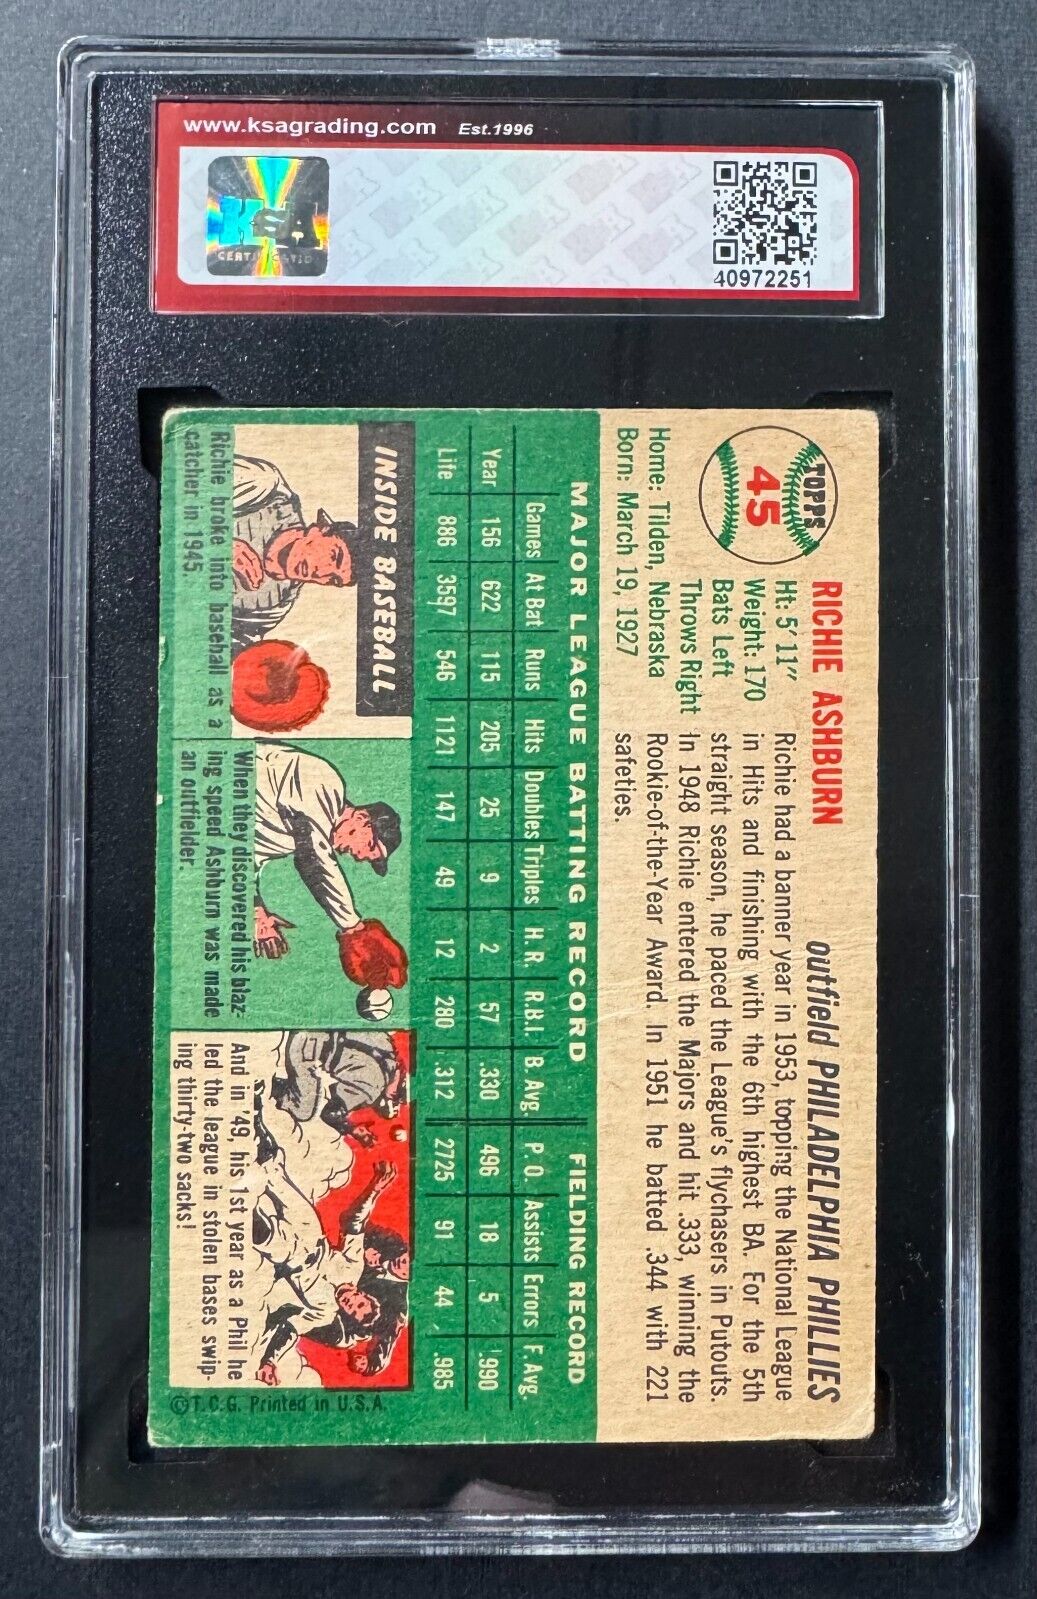 www.ksagrading.com Est.1996
KSA
CERTIFICATION
40972251
TOPPS
45
RICHIE ASHBURN outfield PHILADELPHIA PHILLIES
Ht: 5'11"
Weight: 170
Bats Left
Throws Right
Home: Tilden, Nebraska
Born: March 19, 1927
Richie had a banner year in 1953, topping the National League
in Hits and finishing with the 6th highest BA. For the 5th
straight season, he paced the League's flychasers in Putouts.
In 1948 Richie entered the Majors and hit .333, winning the
Rookie-of-the-Year Award. In 1951 he batted .344 with 221
safeties.
MAJOR LEAGUE BATTING RECORD FIELDING RECORD
Games At Bat Runs Hits Doubles Triples H.R. R.B.I. B. Avg. P.O. Assists Errors F. Avg.
Year 156 622 115 205 25 9 2 57 .330 496 18 5 .990
Life 886 3597 546 1121 147 49 12 280 .312 2725 91 44 .985
INSIDE BASEBALL
Richie broke into baseball as a
catcher in 1945.
When they discovered his blaz-
ing speed Ashburn was made
an outfielder.
And in '49, his 1st year as a Phil he
led the league in stolen bases swip-
ing thirty-two sacks!
© T.C.G. Printed in U.S.A.